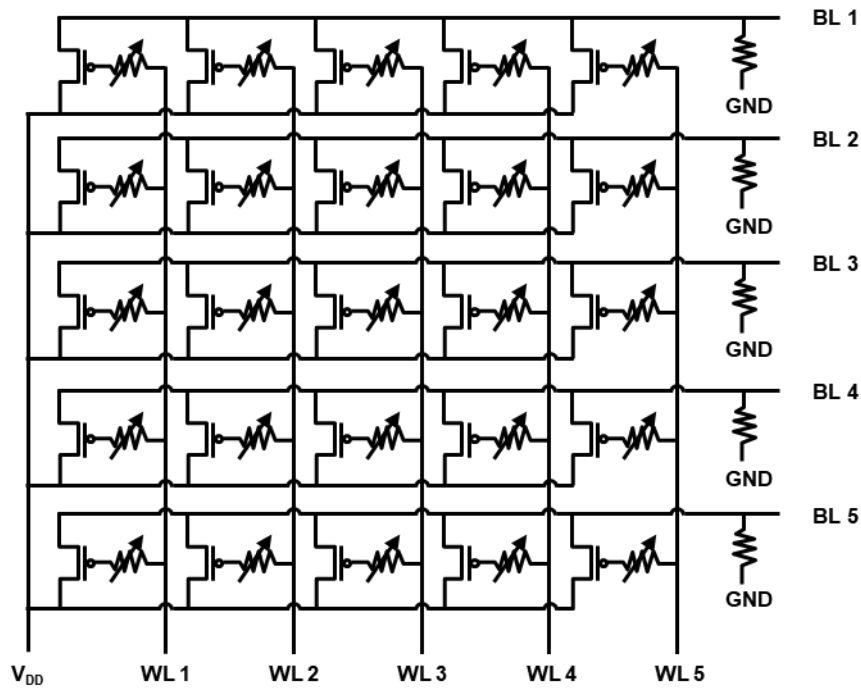 BL 1
GND
BL 2
GND
BL 3
GND
BL 4
GND
BL 5
GND
VDD WL 1 WL 2 WL 3 WL 4 WL 5